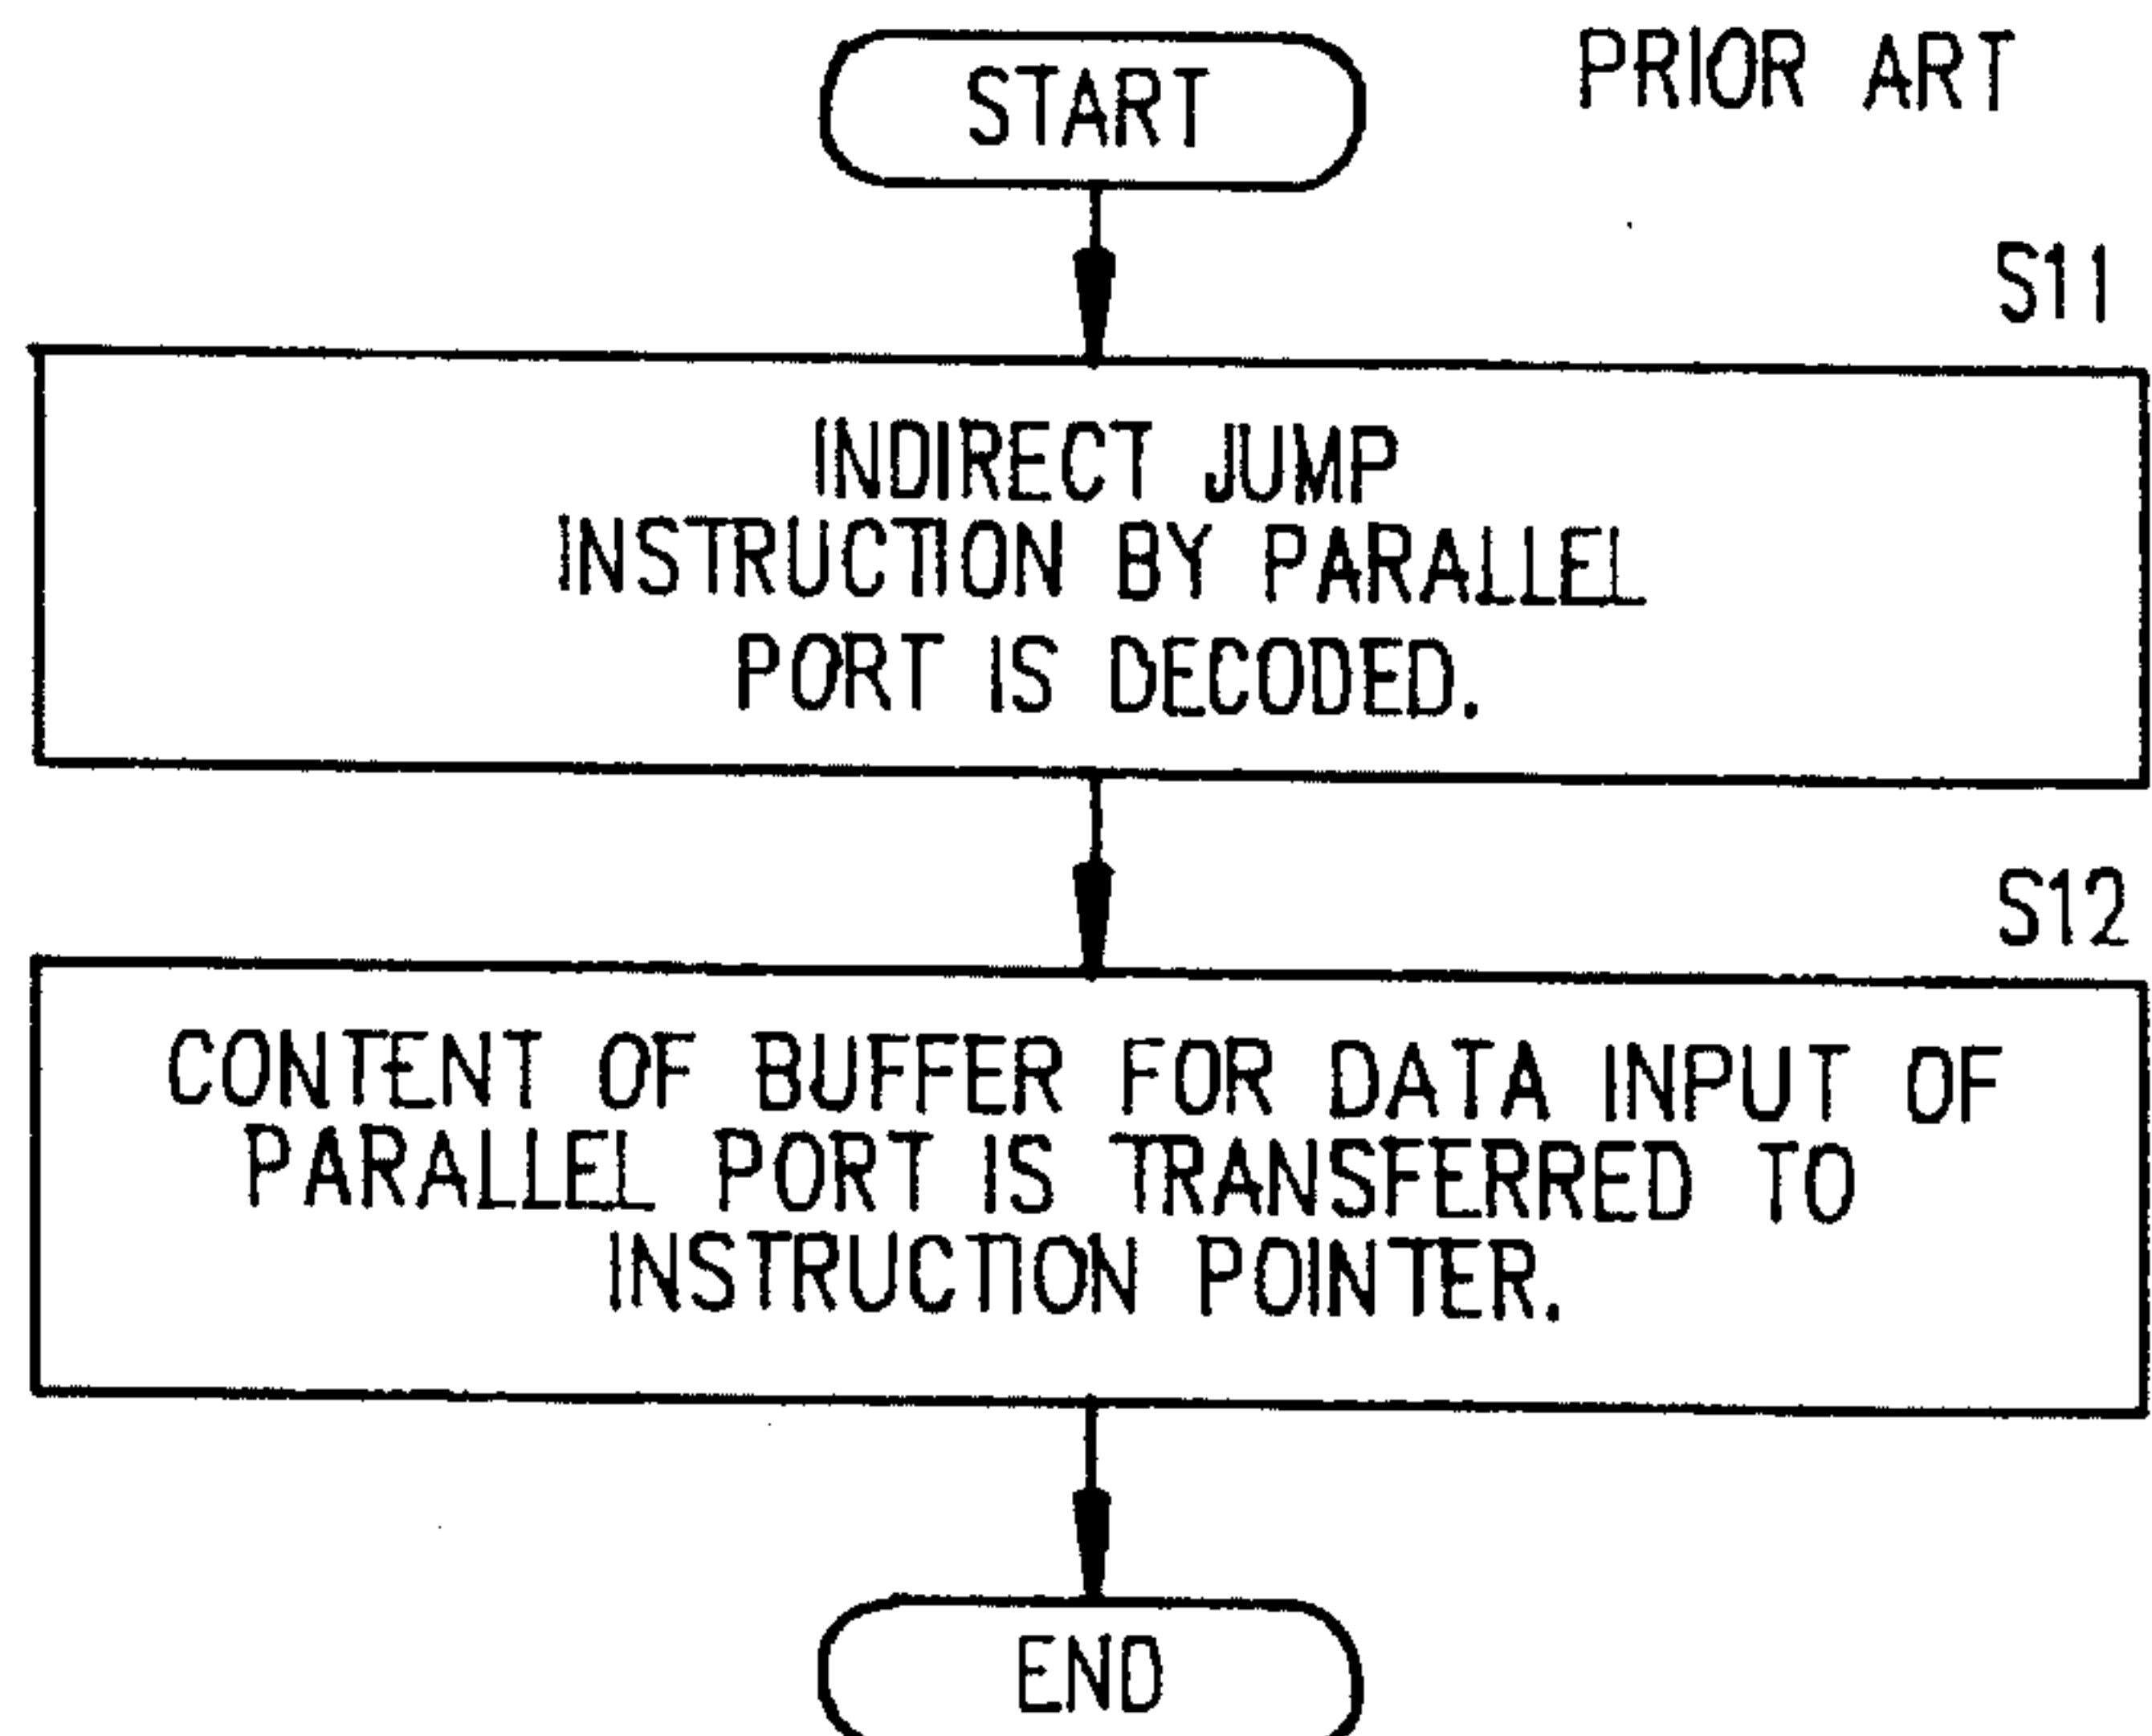 START
PRIOR ART
S11
INDIRECT JUMP
INSTRUCTION BY PARALLEL
PORT IS DECODED.
S12
CONTENT OF BUFFER FOR DATA INPUT OF
PARALLEL PORT IS TRANSFERRED TO
INSTRUCTION POINTER.
END